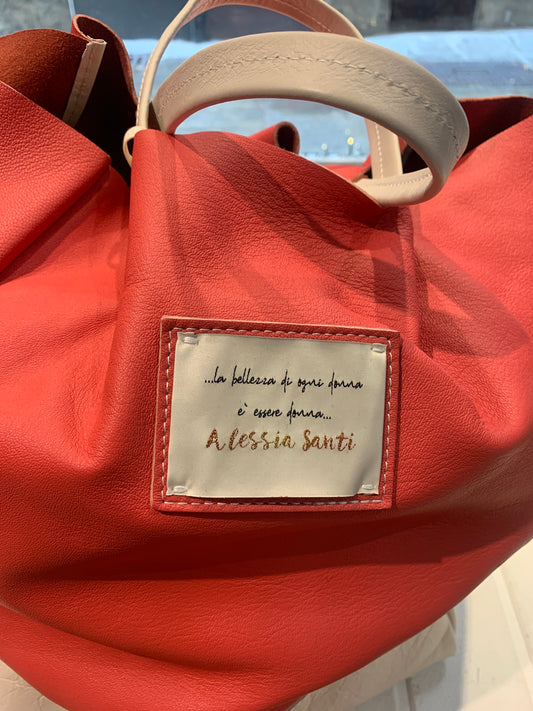 ...la bellezza di ogni donna
e` essere donna...
Alessia Santi